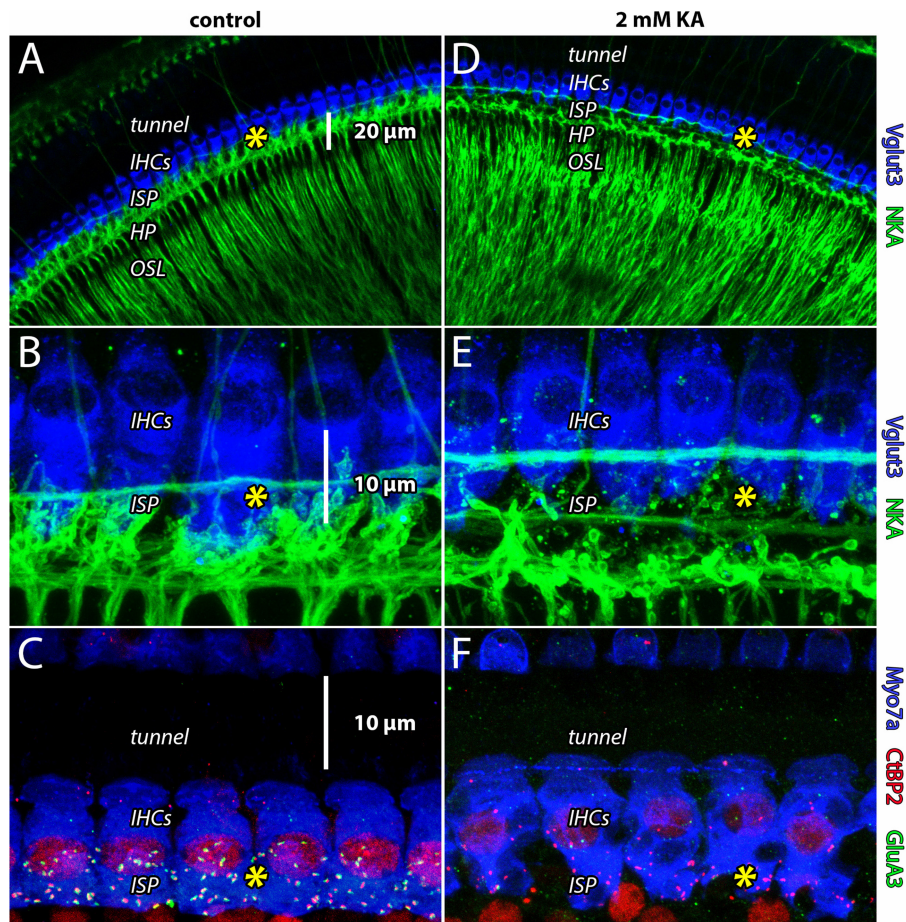 control
2 mM KA
A
tunnel
IHCs
ISP
HP
OSL
20 μm
*
D
tunnel
IHCs
ISP
HP
OSL
*
Vglut3 NKA
B
IHCs
10 μm
ISP
*
E
IHCs
ISP
*
Vglut3 NKA
C
10 μm
tunnel
IHCs
ISP
*
F
tunnel
IHCs
ISP
*
Myo7a CtBP2 GluA3